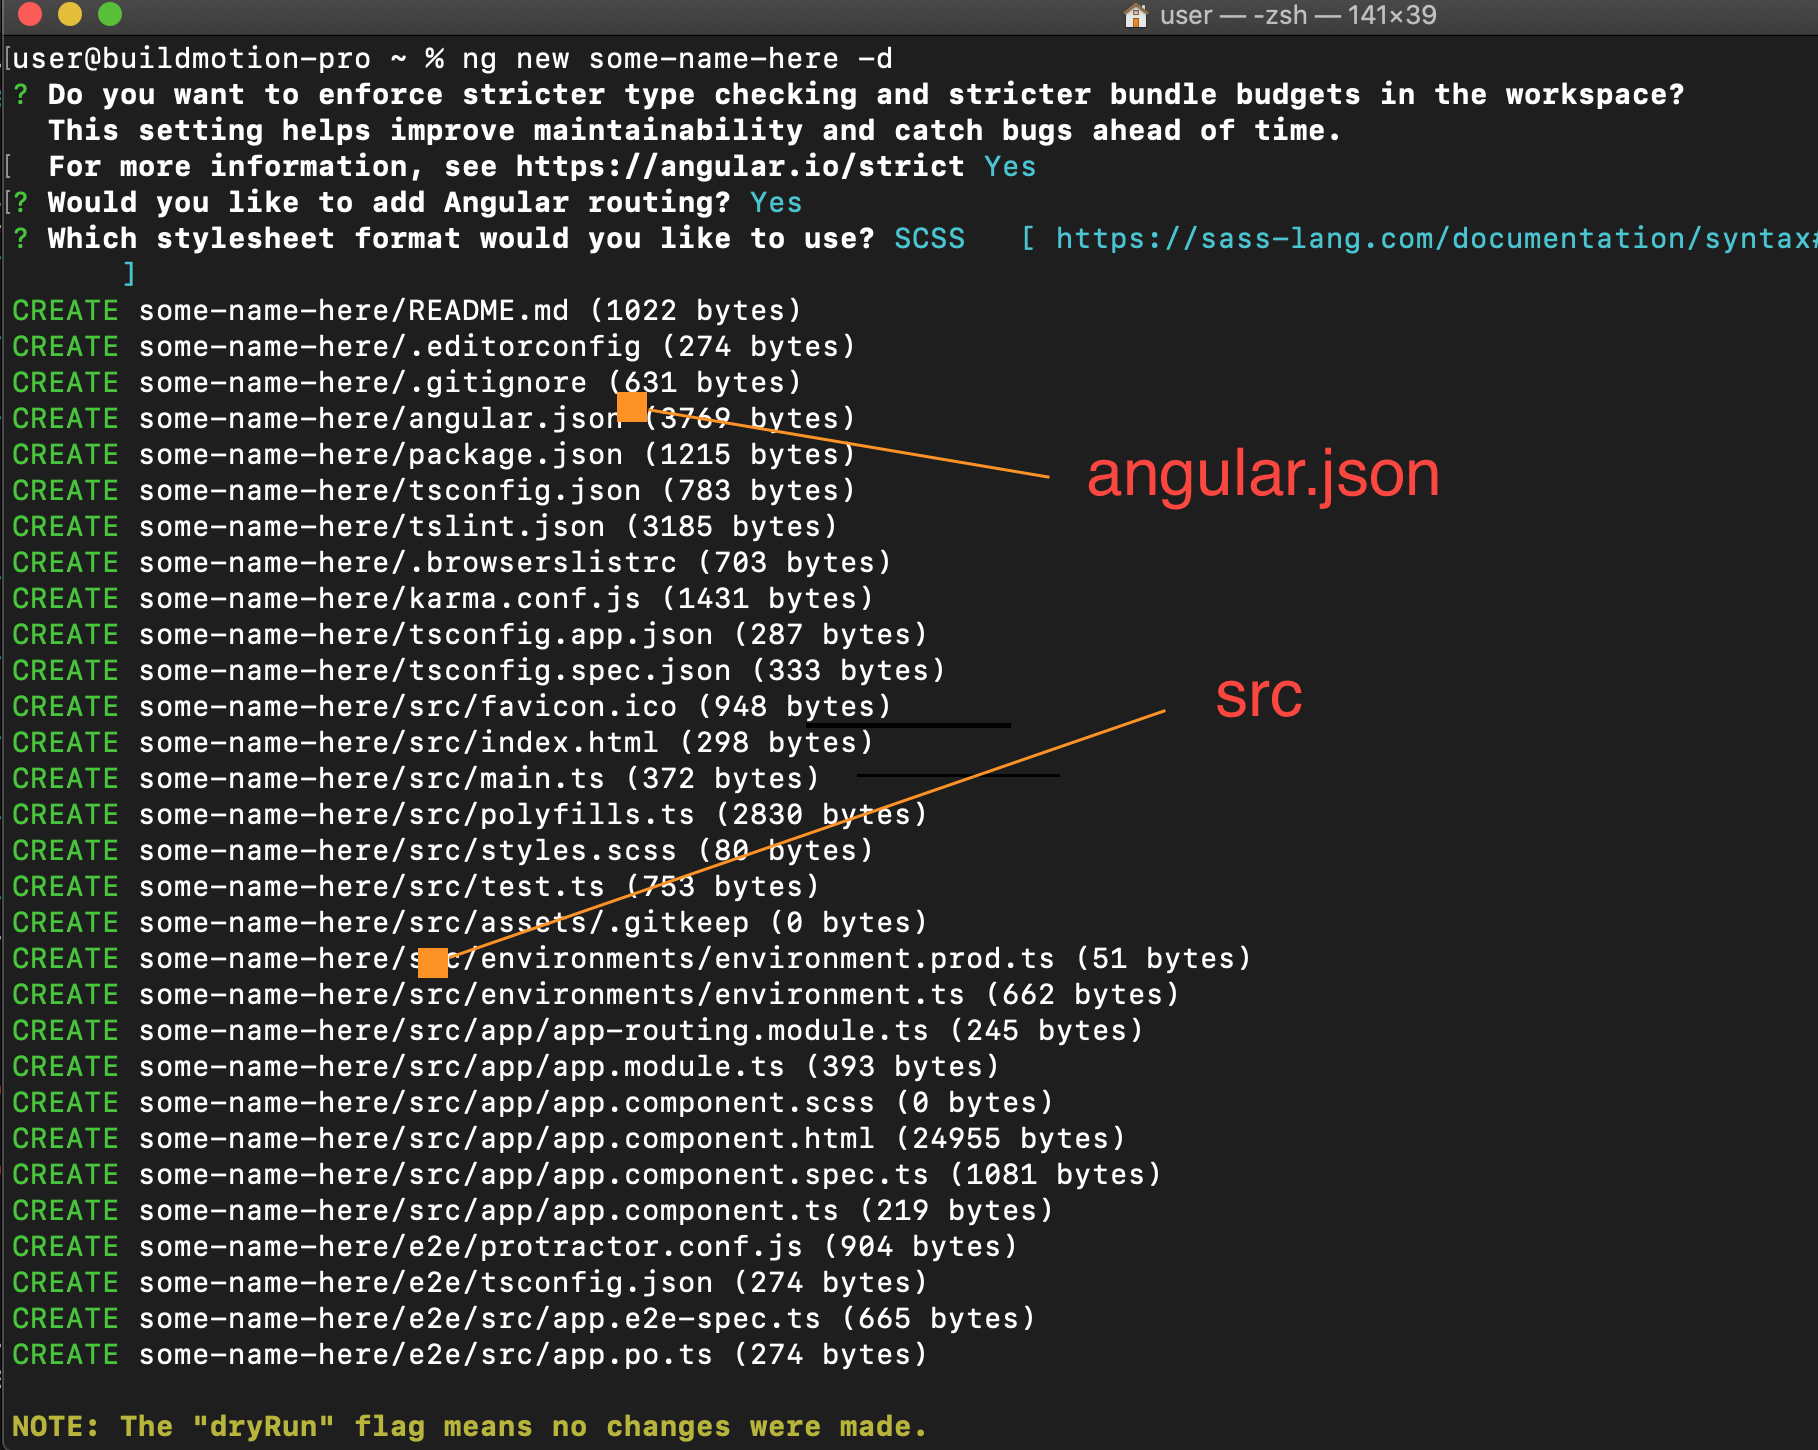 user — -zsh — 141×39
user@buildmotion-pro ~ % ng new some-name-here -d
? Do you want to enforce stricter type checking and stricter bundle budgets in the workspace?
This setting helps improve maintainability and catch bugs ahead of time.
For more information, see https://angular.io/strict Yes
? Would you like to add Angular routing? Yes
? Which stylesheet format would you like to use? SCSS [ https://sass-lang.com/documentation/syntax#
]
CREATE some-name-here/README.md (1022 bytes)
CREATE some-name-here/.editorconfig (274 bytes)
CREATE some-name-here/.gitignore (631 bytes)
CREATE some-name-here/angular.json (3769 bytes)
CREATE some-name-here/package.json (1215 bytes)
angular.json
CREATE some-name-here/tsconfig.json (783 bytes)
CREATE some-name-here/tslint.json (3185 bytes)
CREATE some-name-here/.browserslistrc (703 bytes)
CREATE some-name-here/karma.conf.js (1431 bytes)
CREATE some-name-here/tsconfig.app.json (287 bytes)
CREATE some-name-here/tsconfig.spec.json (333 bytes)
src
CREATE some-name-here/src/favicon.ico (948 bytes)
CREATE some-name-here/src/index.html (298 bytes)
CREATE some-name-here/src/main.ts (372 bytes)
CREATE some-name-here/src/polyfills.ts (2830 bytes)
CREATE some-name-here/src/styles.scss (80 bytes)
CREATE some-name-here/src/test.ts (753 bytes)
CREATE some-name-here/src/assets/.gitkeep (0 bytes)
CREATE some-name-here/src/environments/environment.prod.ts (51 bytes)
CREATE some-name-here/src/environments/environment.ts (662 bytes)
CREATE some-name-here/src/app/app-routing.module.ts (245 bytes)
CREATE some-name-here/src/app/app.module.ts (393 bytes)
CREATE some-name-here/src/app/app.component.scss (0 bytes)
CREATE some-name-here/src/app/app.component.html (24955 bytes)
CREATE some-name-here/src/app/app.component.spec.ts (1081 bytes)
CREATE some-name-here/src/app/app.component.ts (219 bytes)
CREATE some-name-here/e2e/protractor.conf.js (904 bytes)
CREATE some-name-here/e2e/tsconfig.json (274 bytes)
CREATE some-name-here/e2e/src/app.e2e-spec.ts (665 bytes)
CREATE some-name-here/e2e/src/app.po.ts (274 bytes)
NOTE: The "dryRun" flag means no changes were made.